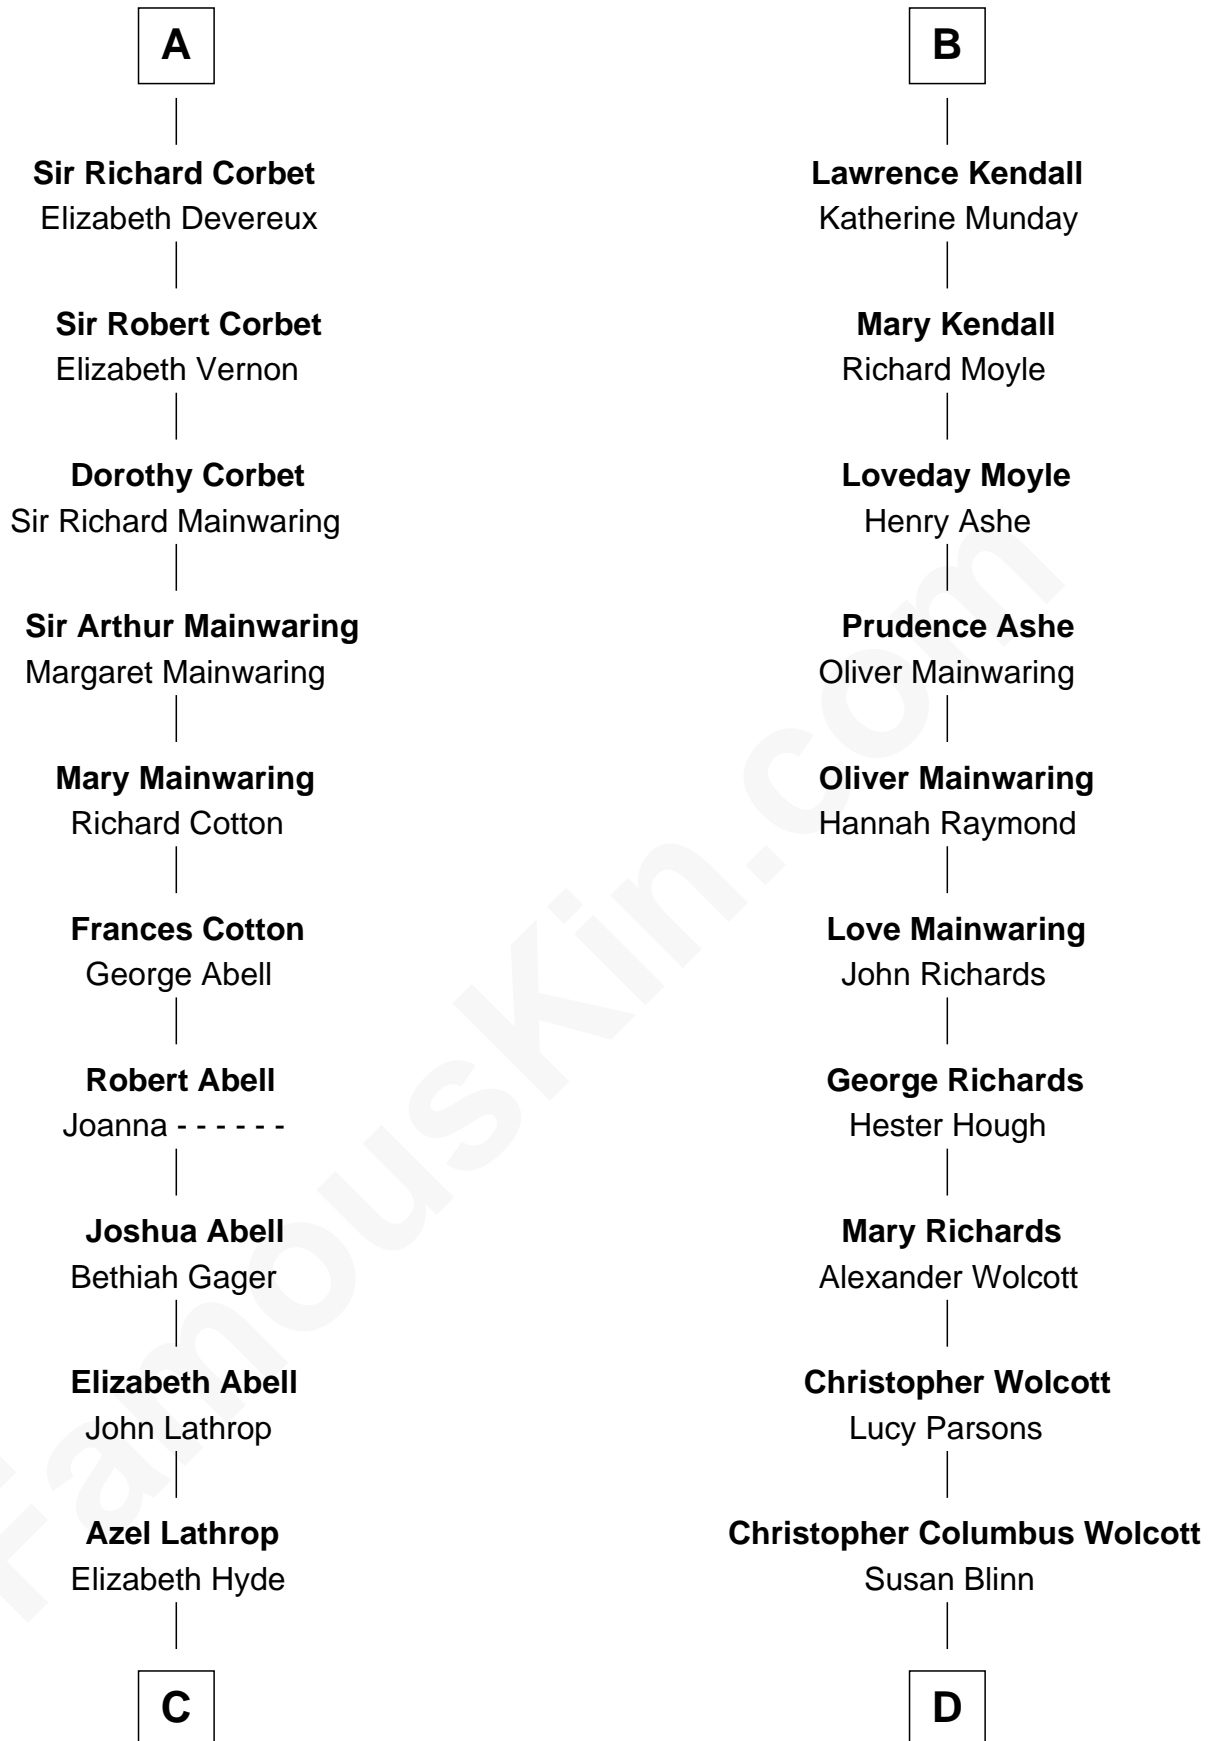 A
Sir Richard Corbet
Elizabeth Devereux
Sir Robert Corbet
Elizabeth Vernon
Dorothy Corbet
Sir Richard Mainwaring
Sir Arthur Mainwaring
Margaret Mainwaring
Mary Mainwaring
Richard Cotton
Frances Cotton
George Abell
Robert Abell
Joanna - - - - - -
Joshua Abell
Bethiah Gager
Elizabeth Abell
John Lathrop
Azel Lathrop
Elizabeth Hyde
C
B
Lawrence Kendall
Katherine Munday
Mary Kendall
Richard Moyle
Loveday Moyle
Henry Ashe
Prudence Ashe
Oliver Mainwaring
Oliver Mainwaring
Hannah Raymond
Love Mainwaring
John Richards
George Richards
Hester Hough
Mary Richards
Alexander Wolcott
Christopher Wolcott
Lucy Parsons
Christopher Columbus Wolcott
Susan Blinn
D
FamousKin.com